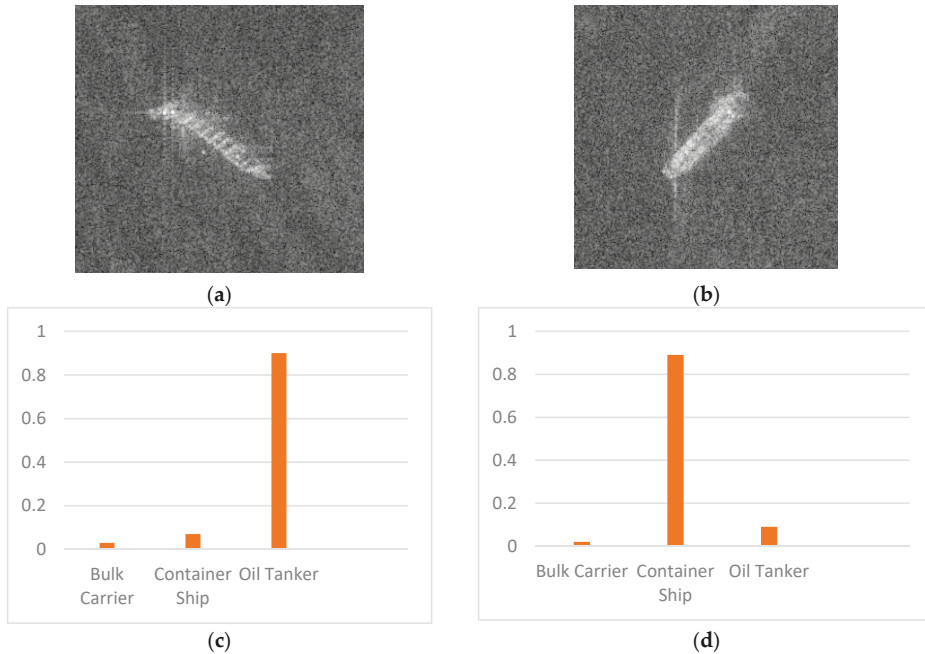 (a)
(b)
1
0.8
0.6
0.4
0.2
0
Bulk
Carrier
Container
Ship
Oil Tanker
(c)
1
0.8
0.6
0.4
0.2
0
Bulk Carrier
Container
Ship
Oil Tanker
(d)